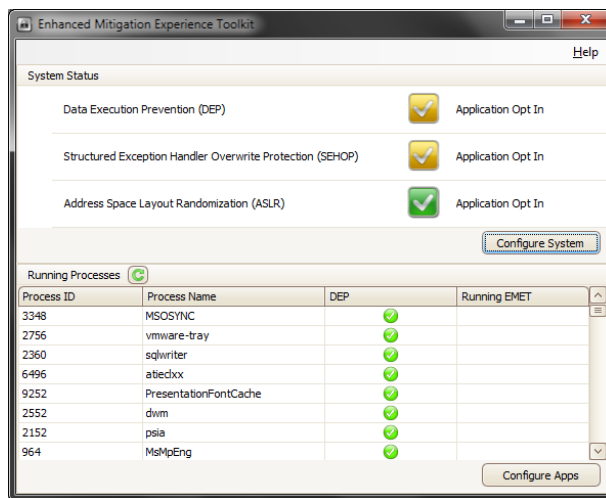 Enhanced Mitigation Experience Toolkit
Help
System Status
Data Execution Prevention (DEP) Application Opt In
Structured Exception Handler Overwrite Protection (SEHOP) Application Opt In
Address Space Layout Randomization (ASLR) Application Opt In
Configure System
Running Processes
Process ID Process Name DEP Running EMET
3348 MSOSYNC
2756 vmware-tray
2360 sqlwriter
6496 atieclxx
9252 PresentationFontCache
2552 dwm
2152 psia
964 MsMpEng
Configure Apps